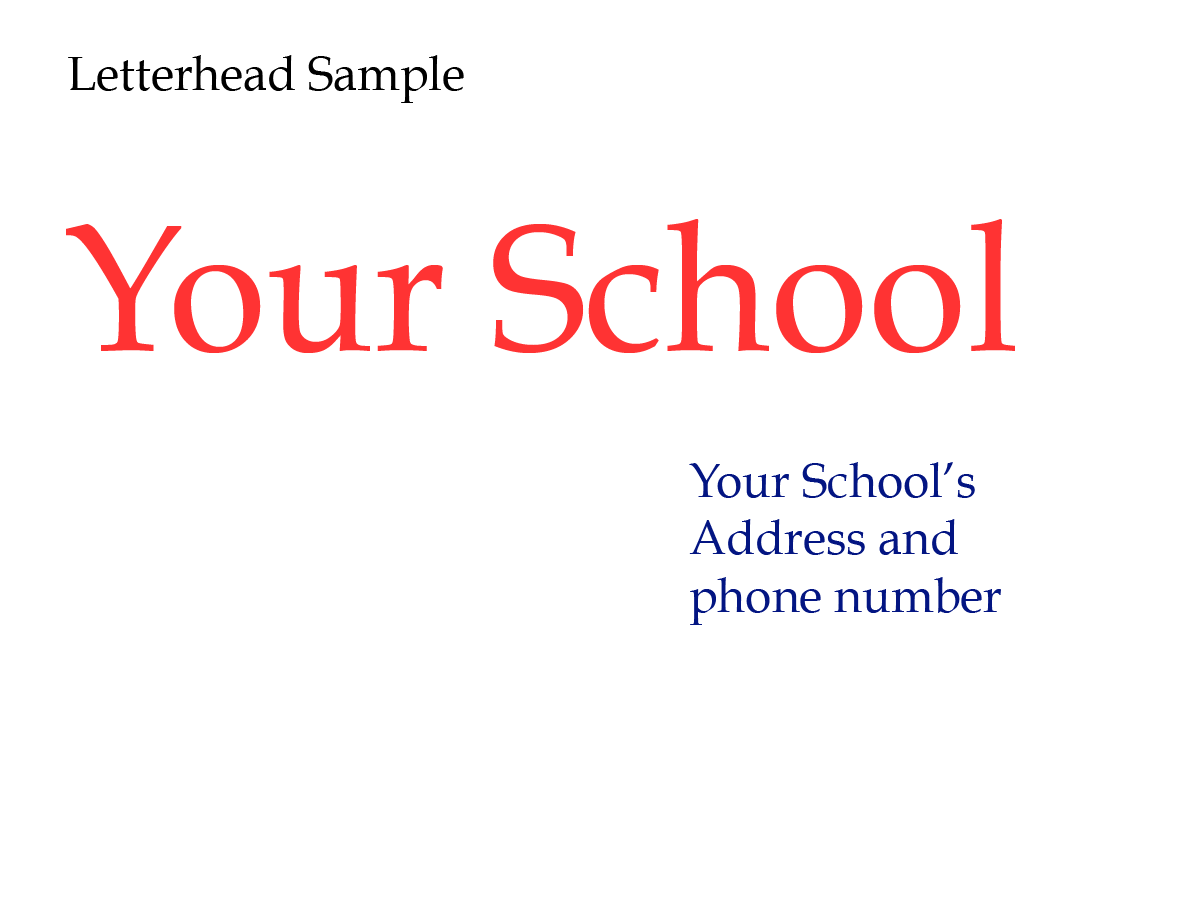 Letterhead Sample
Your School
Your School’s
Address and
phone number